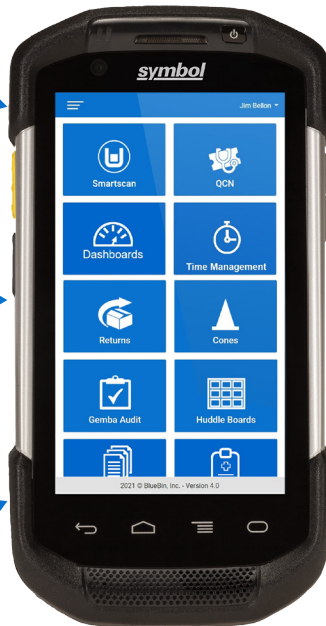 symbol
Jim Bellon
Smartscan
QCN
Dashboards
Time Management
Returns
Cones
Gemba Audit
Huddle Boards
2021 © BlueBin, Inc. - Version 4.0